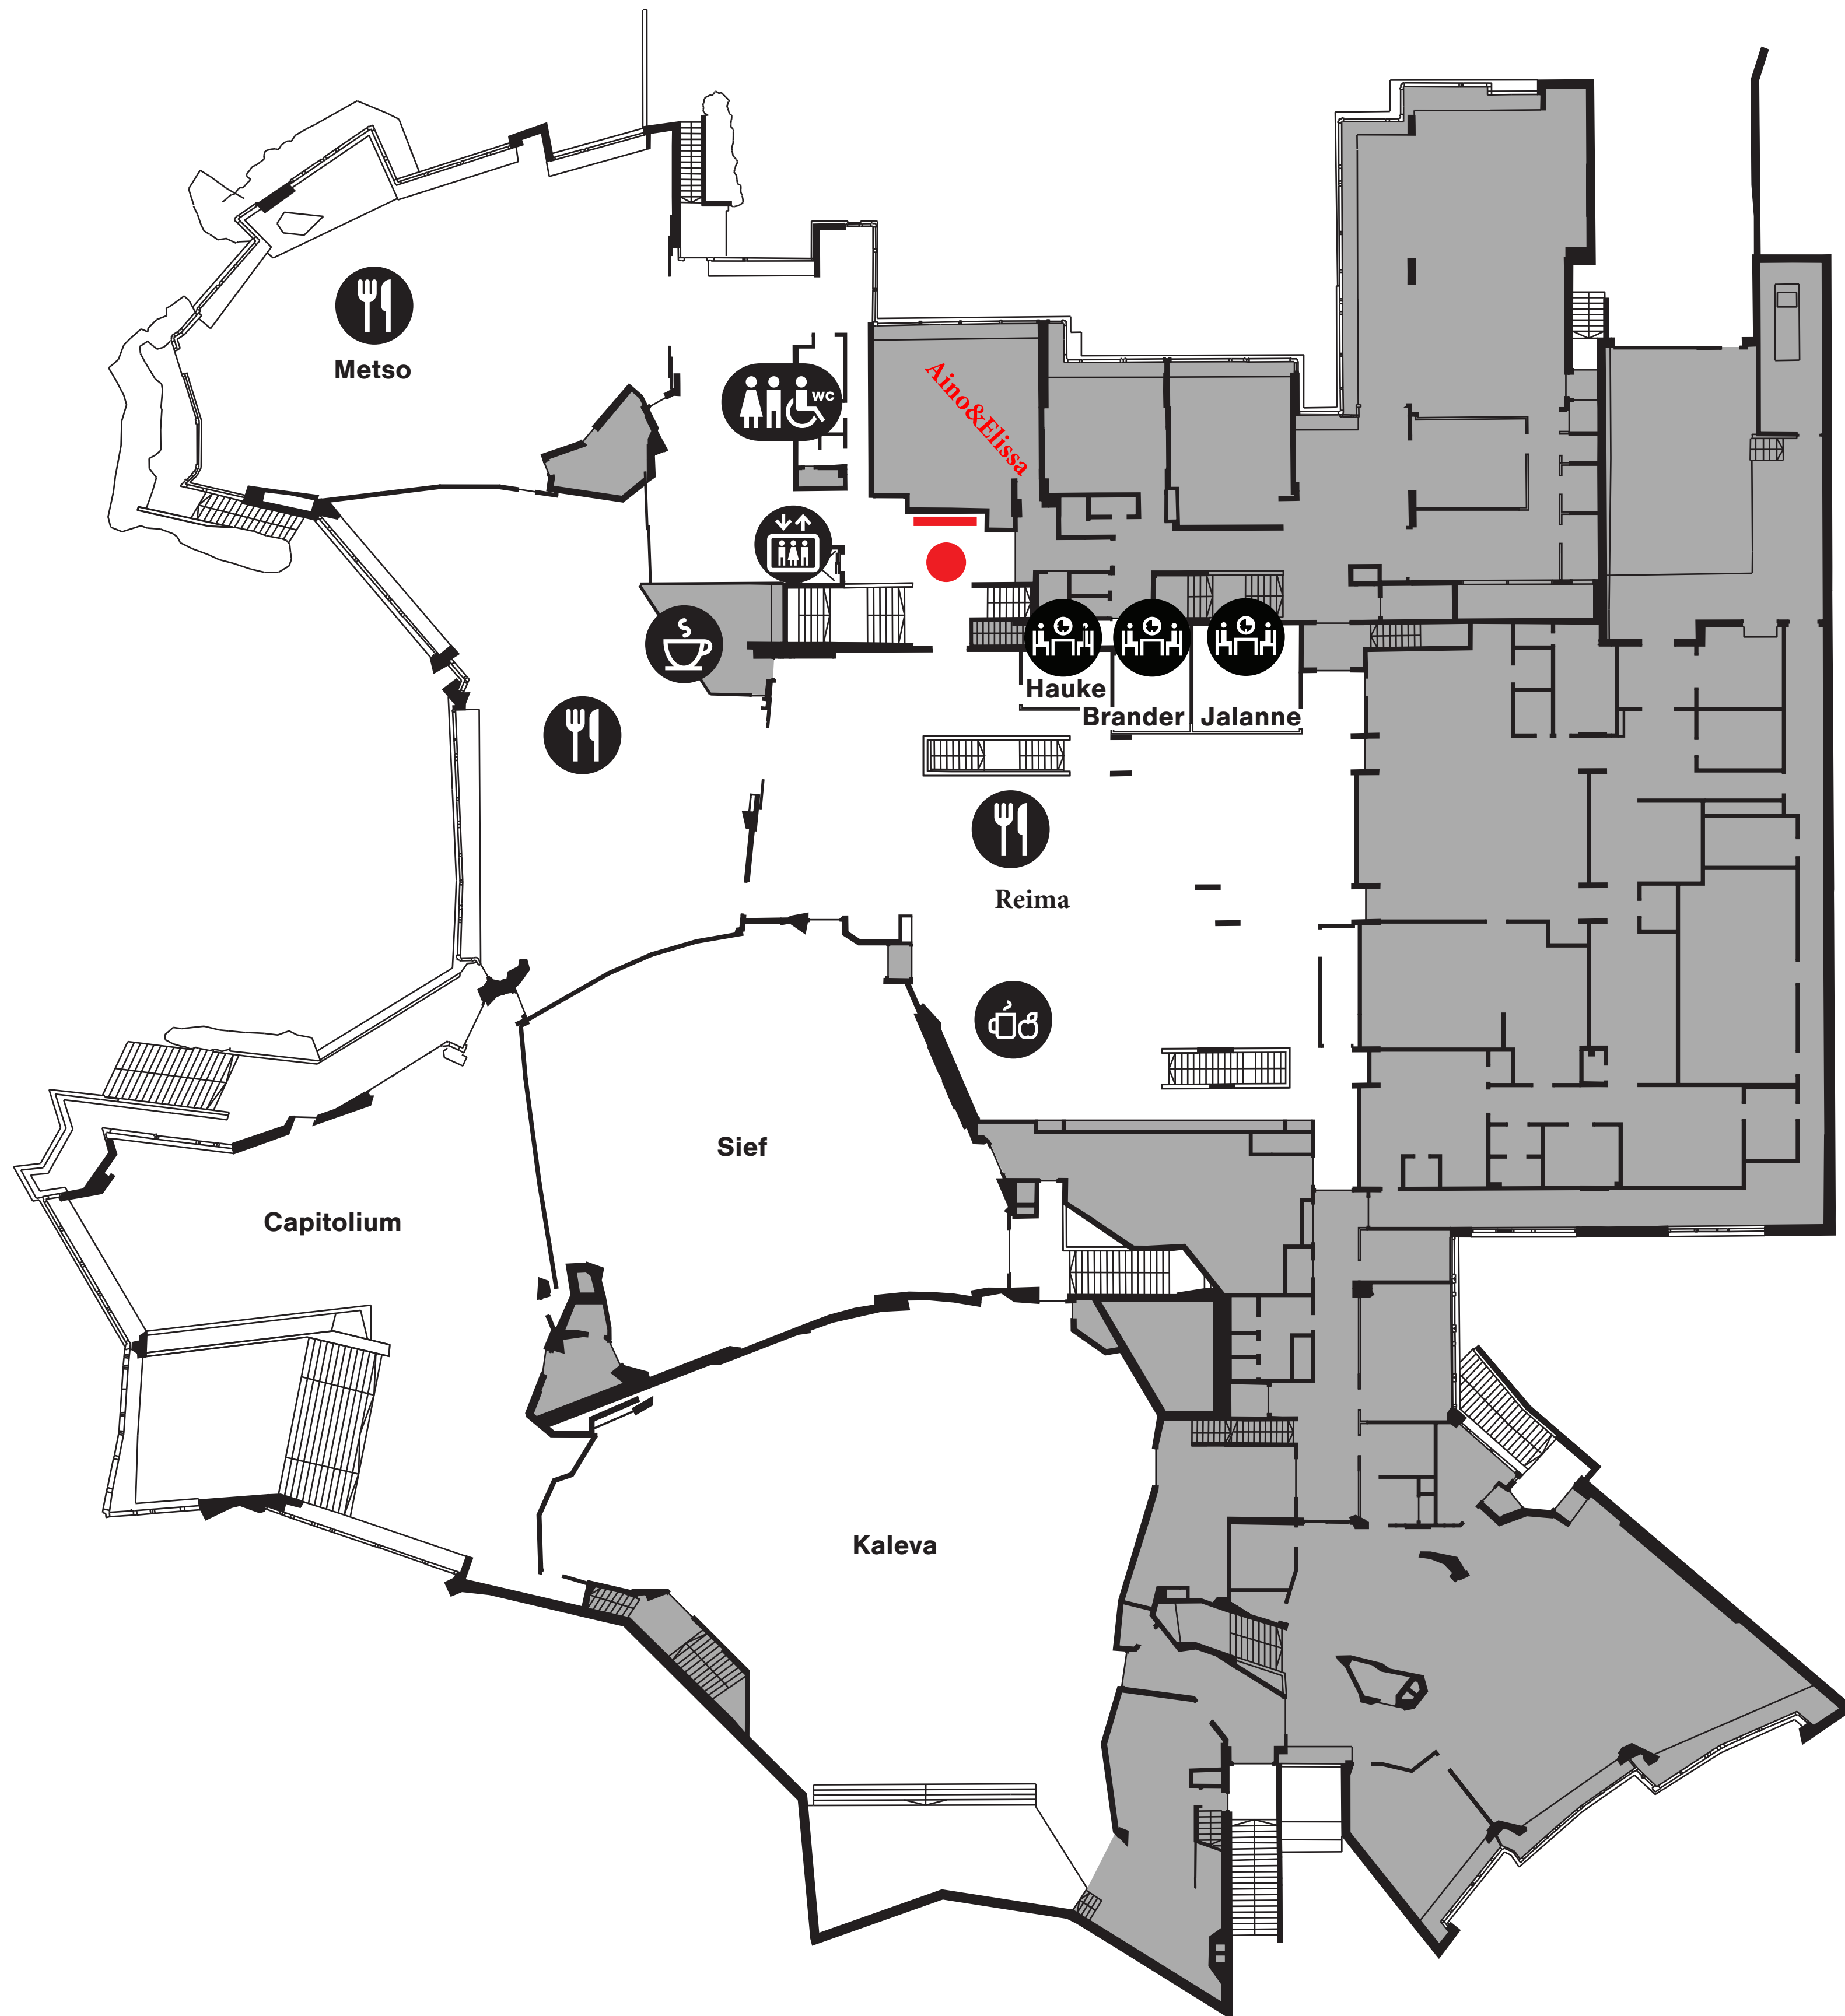 Metso
WC
Aino&Elissa
Hauke
Brander
Jalanne
Reima
Sief
Capitolium
Kaleva